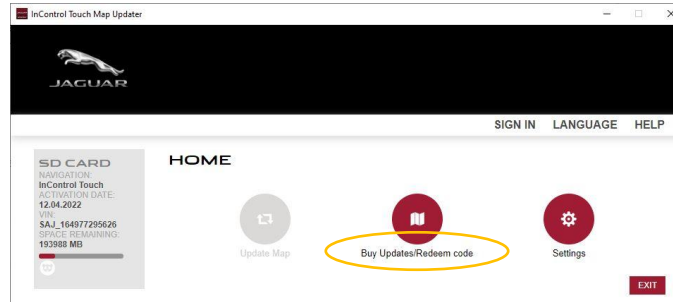 InControl Touch Map Updater
JAGUAR
SIGN IN LANGUAGE HELP
SD CARD
NAVIGATION:
InControl Touch
ACTIVATION DATE:
12.04.2022
VIN:
SAJ_164977295626
SPACE REMAINING:
193988 MB
HOME
Update Map
Buy Updates/Redeem code
Settings
EXIT